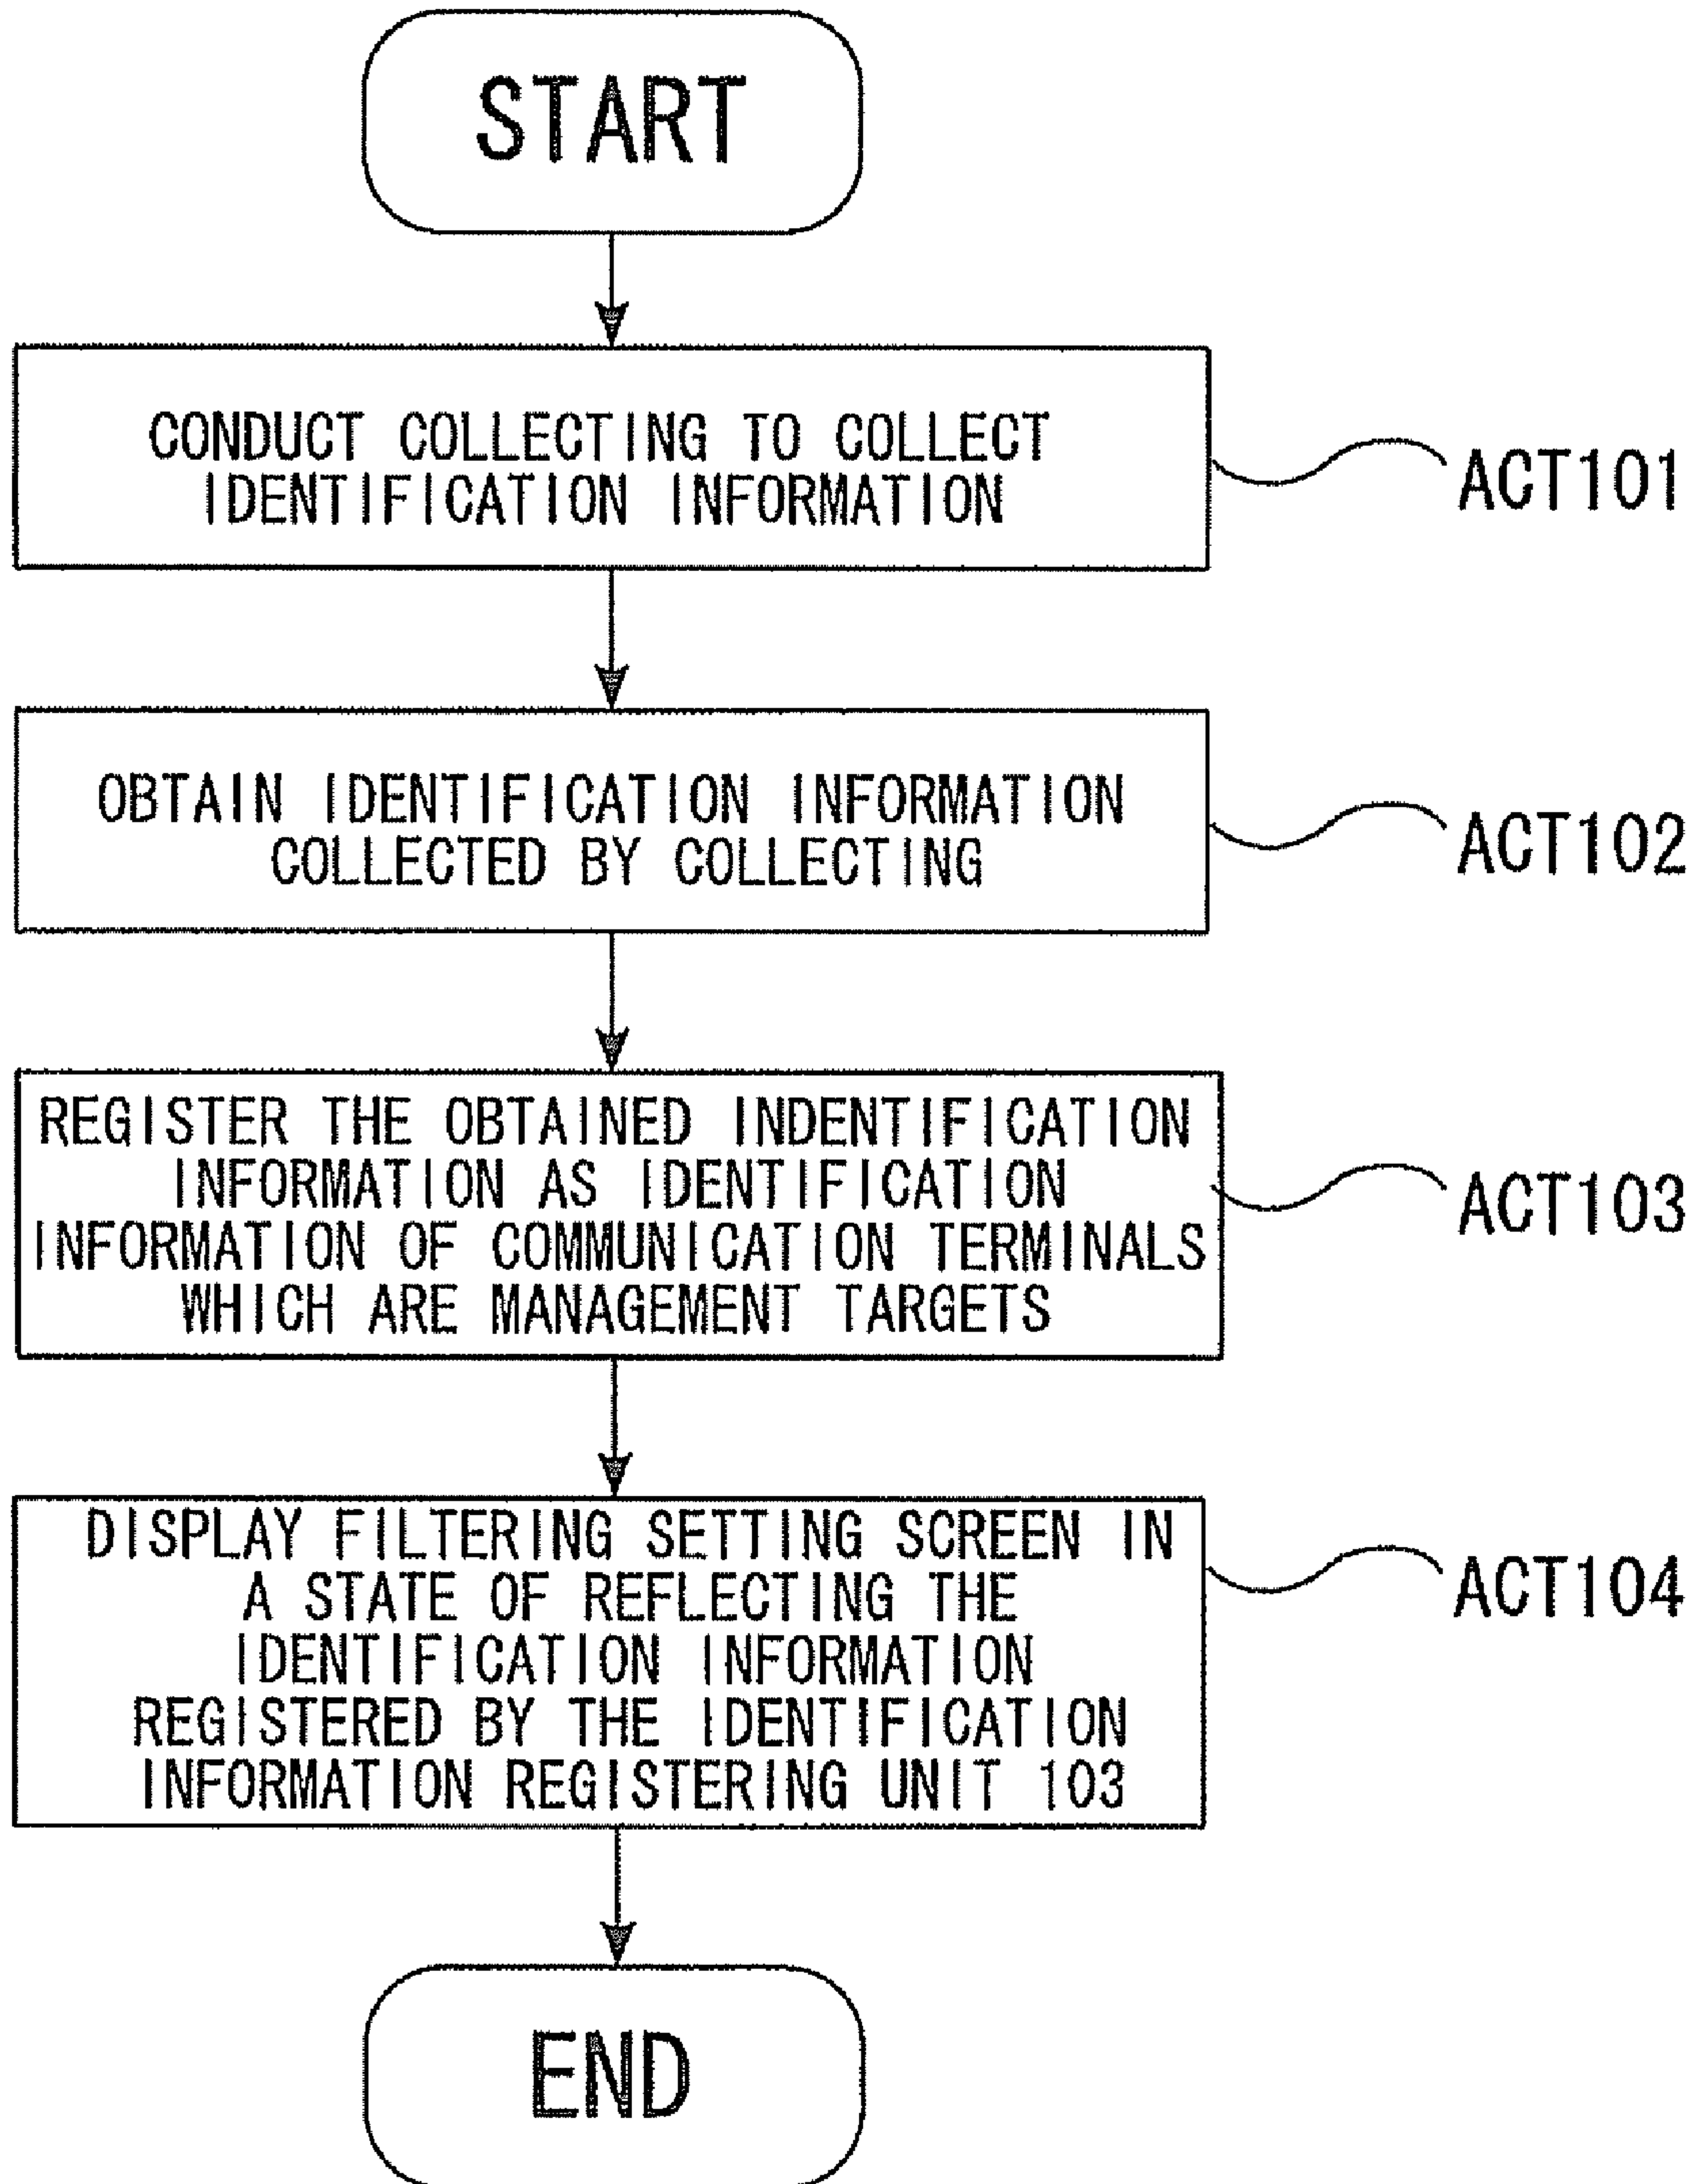 START
CONDUCT COLLECTING TO COLLECT
IDENTIFICATION INFORMATION
ACT101
OBTAIN IDENTIFICATION INFORMATION
COLLECTED BY COLLECTING
ACT102
REGISTER THE OBTAINED INDENTIFICATION
INFORMATION AS IDENTIFICATION
INFORMATION OF COMMUNICATION TERMINALS
WHICH ARE MANAGEMENT TARGETS
ACT103
DISPLAY FILTERING SETTING SCREEN IN
A STATE OF REFLECTING THE
IDENTIFICATION INFORMATION
REGISTERED BY THE IDENTIFICATION
INFORMATION REGISTERING UNIT 103
ACT104
END